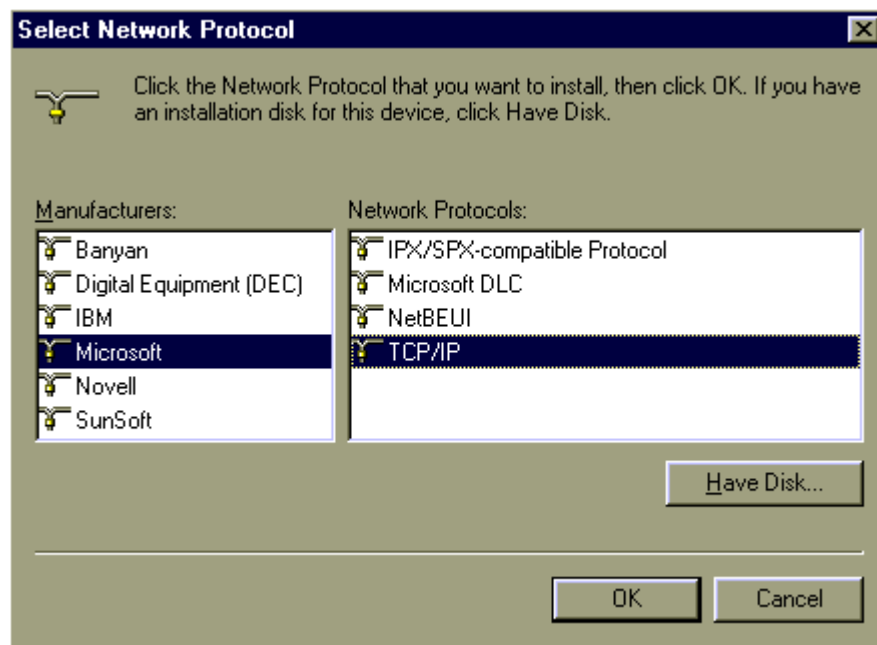 Select Network Protocol
Click the Network Protocol that you want to install, then click OK. If you have
an installation disk for this device, click Have Disk.
Manufacturers:
Banyan
Digital Equipment (DEC)
IBM
Microsoft
Novell
SunSoft
Network Protocols:
IPX/SPX-compatible Protocol
Microsoft DLC
NetBEUI
TCP/IP
Have Disk...
OK
Cancel